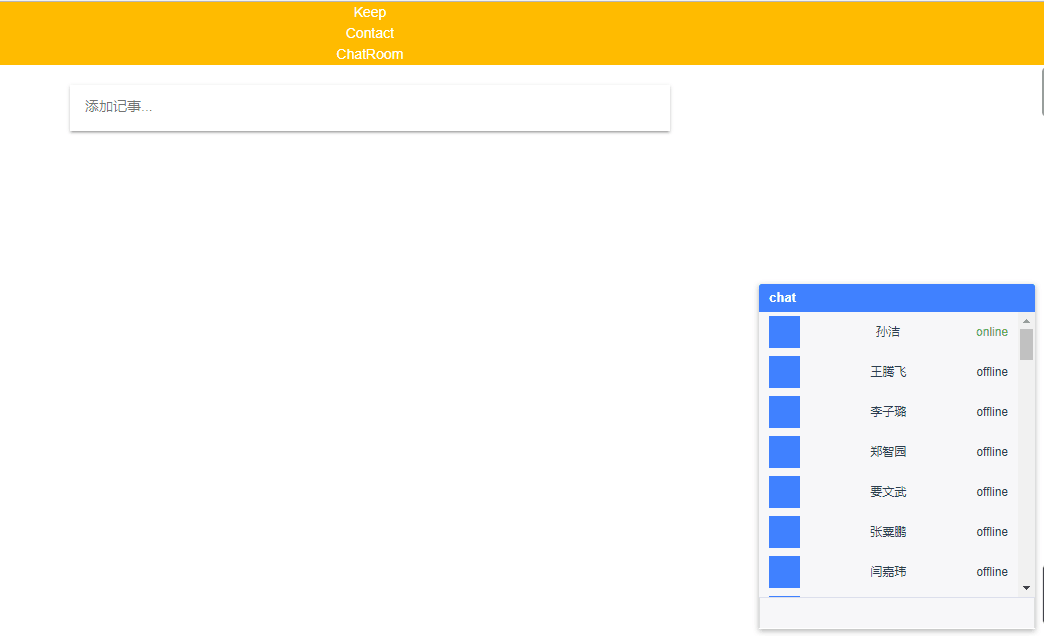 Keep
Contact
ChatRoom
添加记事...
chat
孙洁 online
王腾飞 offline
李子璐 offline
郑智园 offline
要文武 offline
张粟鹏 offline
闫嘉玮 offline